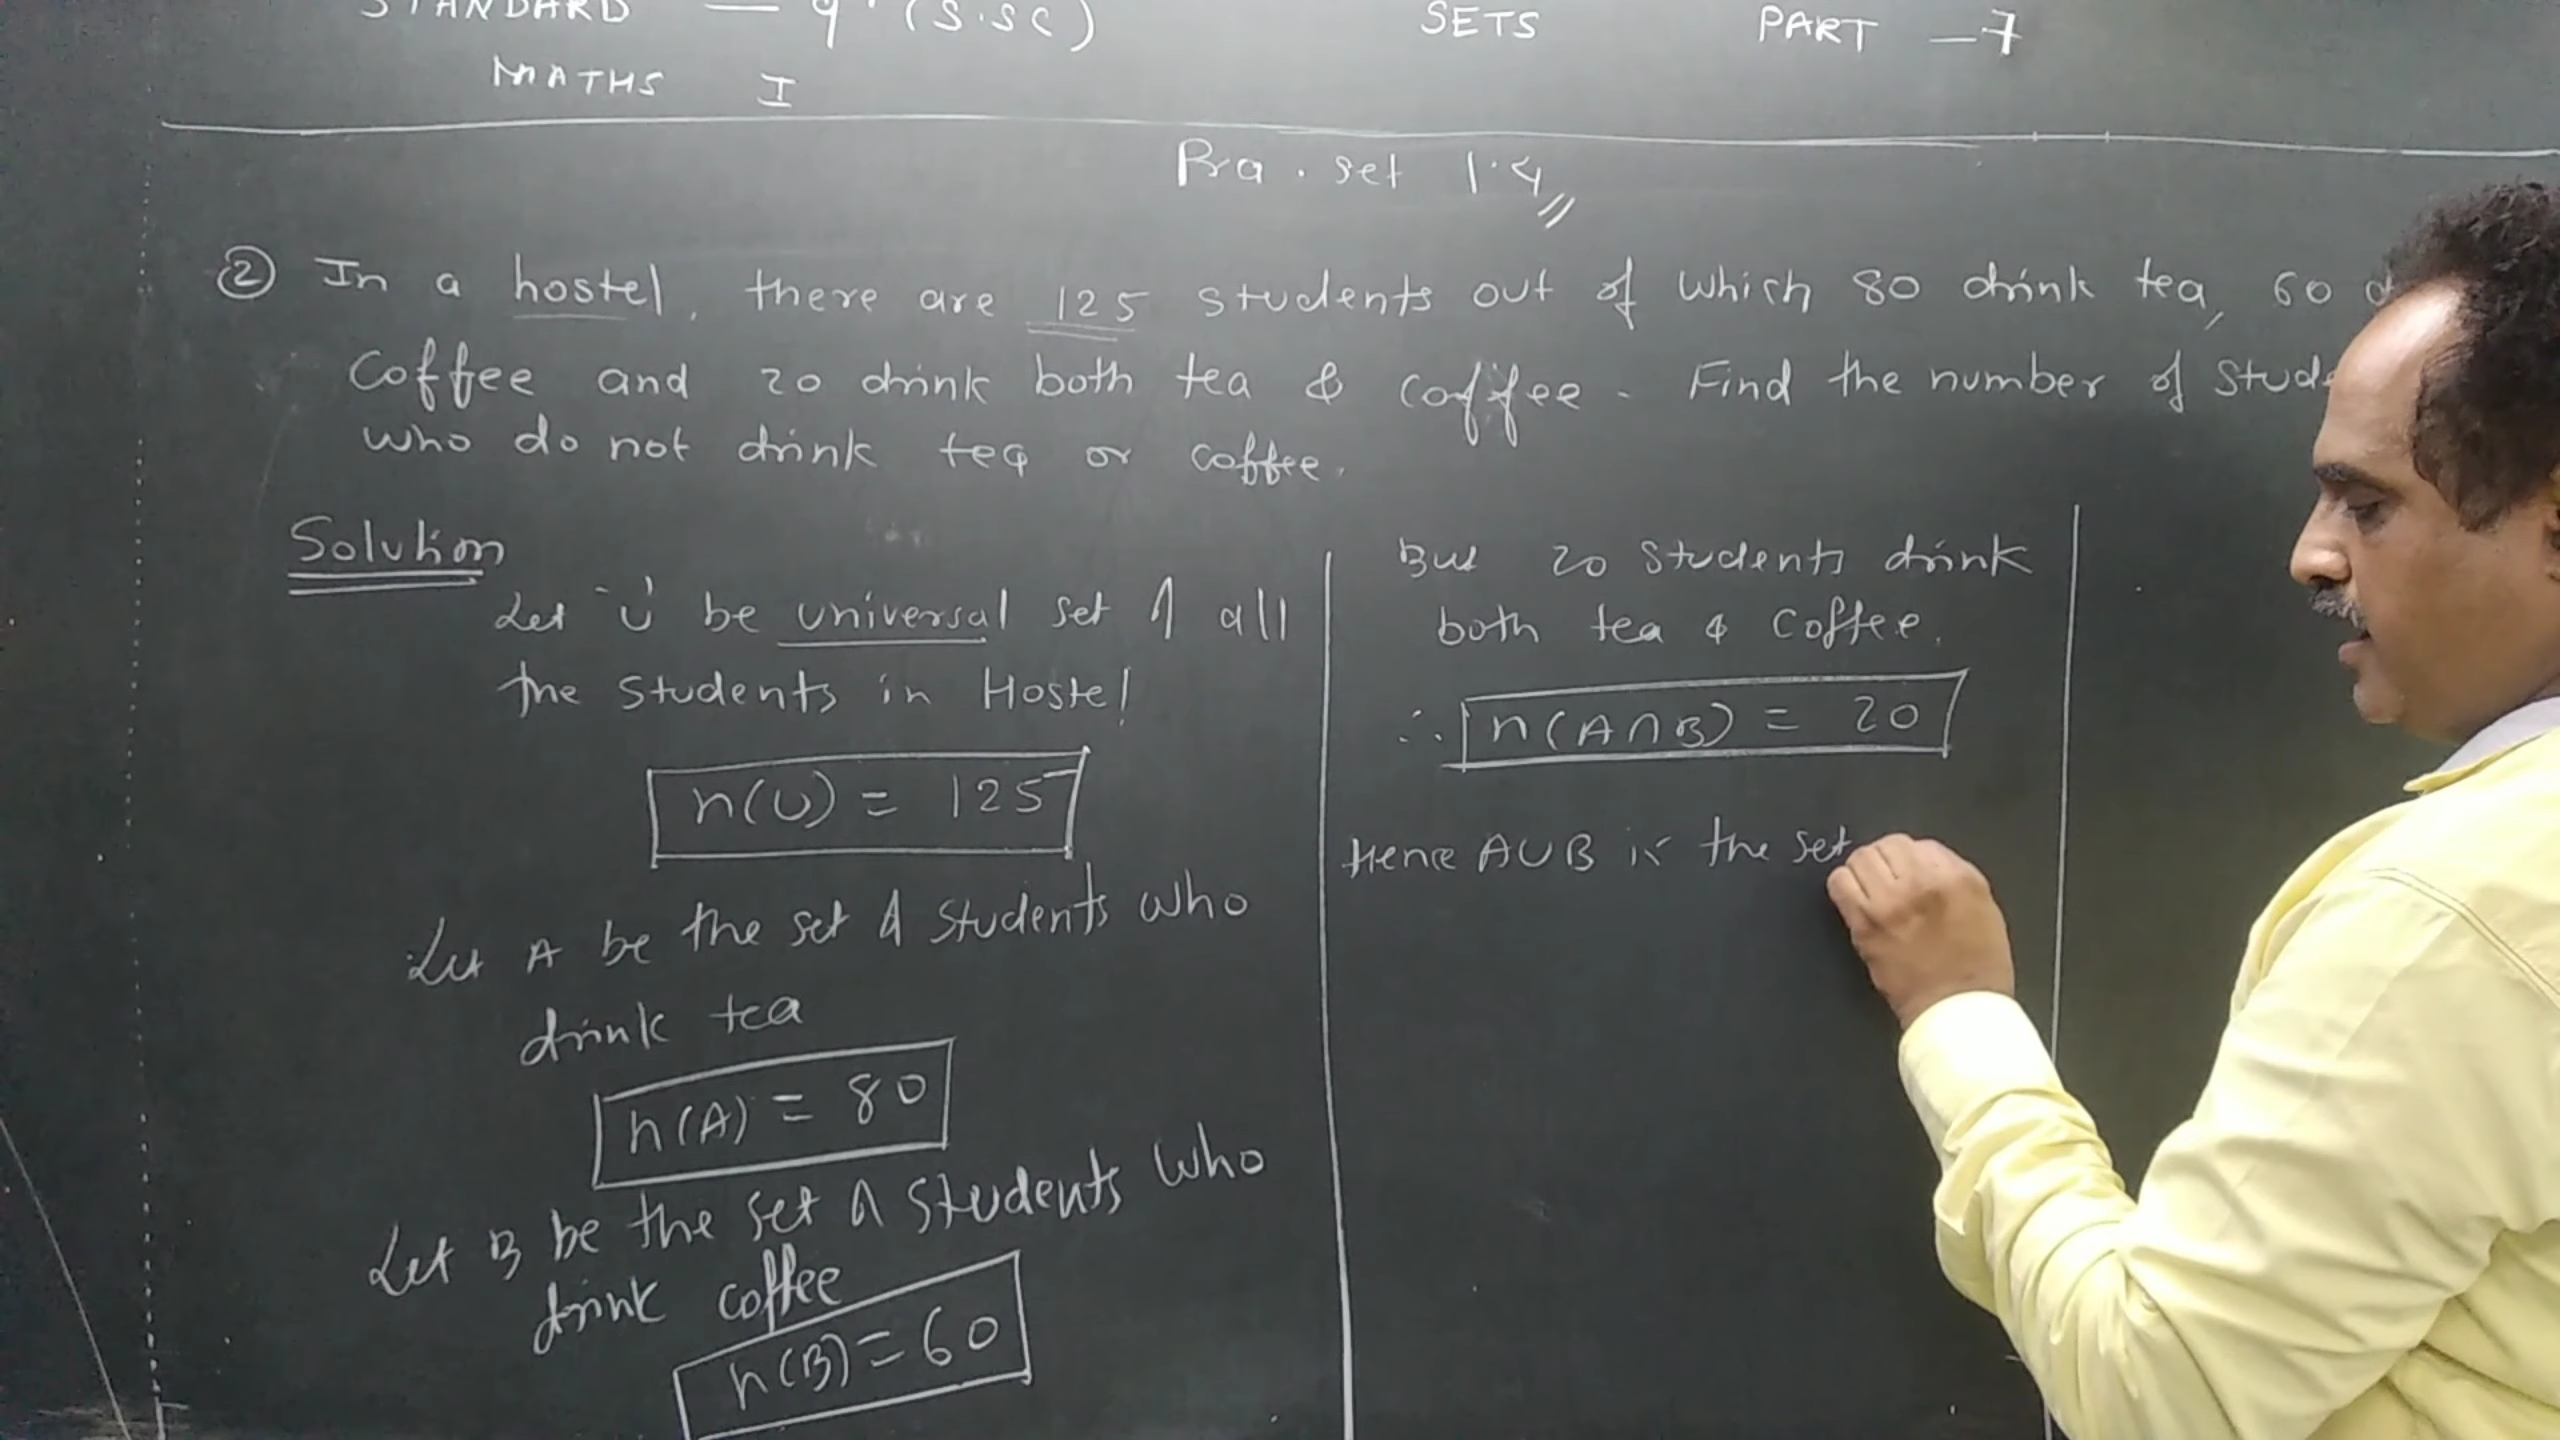 STANDARD - 9 (S.SC) SETS PART - 7
MATHS I
Pra. set 1.4
② In a hostel, there are 125 students out of which 80 drink tea, 60
Coffee and 20 drink both tea & coffee. Find the number of
who do not drink tea or coffee.
Solution
Let 'U' be universal set of all
the students in Hostel
n(U) = 125
Let A be the set of students who
drink tea
n(A) = 80
Let B be the set of students who
drink coffee
n(B) = 60
But 20 students drink
both tea & Coffee.
∴ n(A∩B) = 20
Hence A∪B is the set